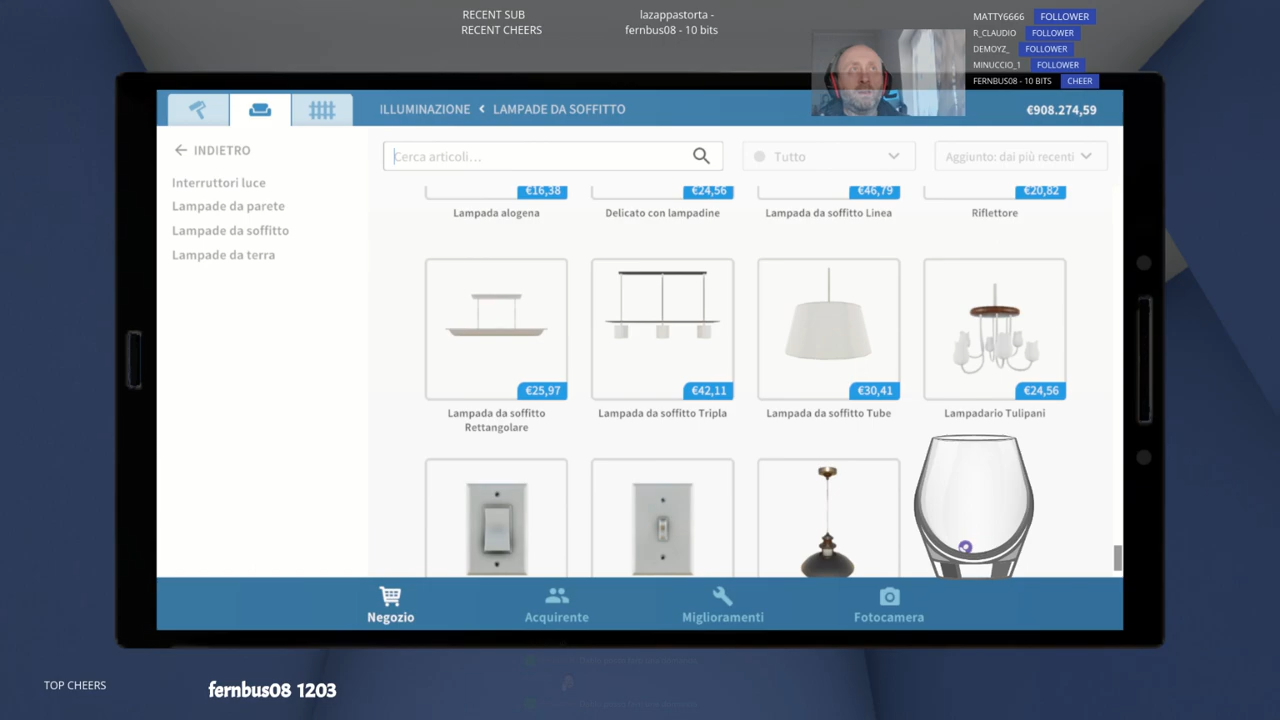 RECENT SUB
lazappastorta -
RECENT CHEERS
fernbus08 - 10 bits
MATTY6666 FOLLOWER
R_CLAUDIO FOLLOWER
DEMOYZ_ FOLLOWER
MINUCCIO_1 FOLLOWER
FERNBUS08 - 10 BITS CHEER
ILLUMINAZIONE < LAMPADE DA SOFFITTO
€908.274,59
INDIETRO
Cerca articoli...
Tutto
Aggiunto: dai più recenti
Interruttori luce
Lampade da parete
Lampade da soffitto
Lampade da terra
€16,38
€24,56
€46,79
€20,82
Lampada alogena
Delicato con lampadine
Lampada da soffitto Linea
Riflettore
€25,97
€42,11
€30,41
€24,56
Lampada da soffitto
Rettangolare
Lampada da soffitto Tripla
Lampada da soffitto Tube
Lampadario Tulipani
Negozio
Acquirente
Miglioramenti
Fotocamera
TOP CHEERS
fernbus08 1203